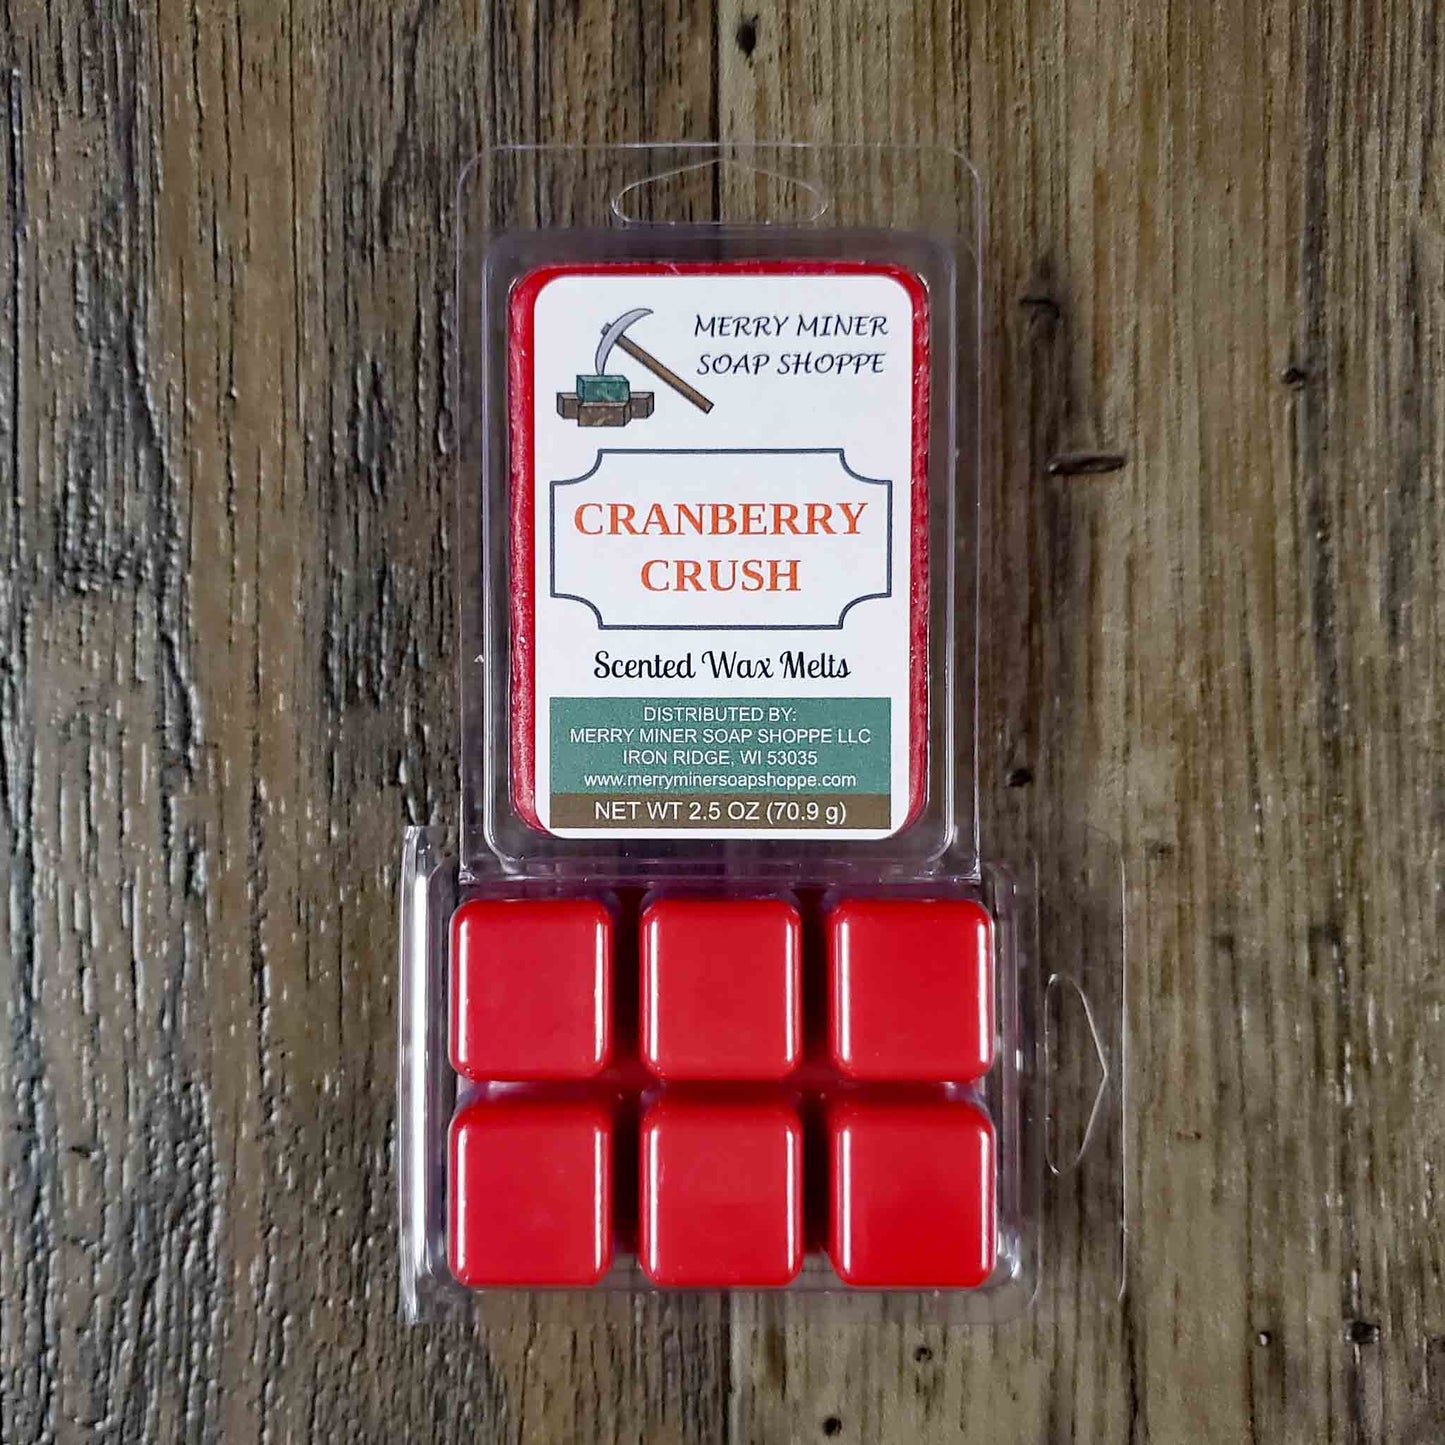 MERRY MINER
SOAP SHOPPE
CRANBERRY
CRUSH
Scented Wax Melts
DISTRIBUTED BY:
MERRY MINER SOAP SHOPPE LLC
IRON RIDGE, WI 53035
www.merryminersoapshoppe.com
NET WT 2.5 OZ (70.9 g)